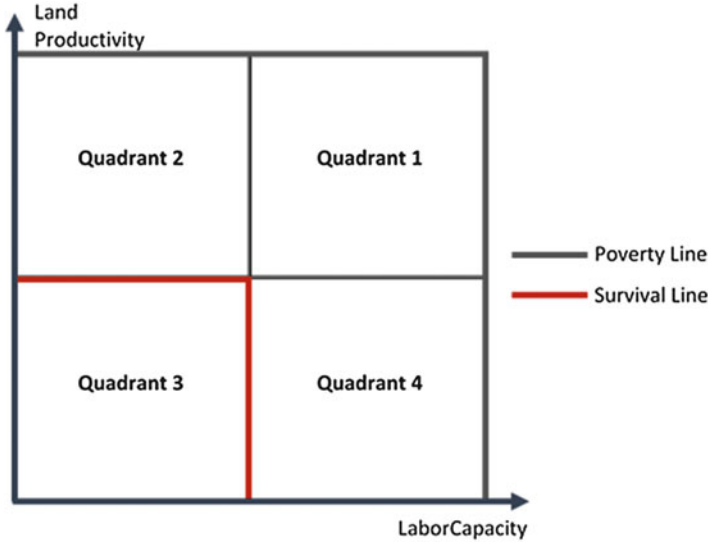 Land
Productivity
Quadrant 2
Quadrant 1
Poverty Line
Survival Line
Quadrant 3
Quadrant 4
LaborCapacity